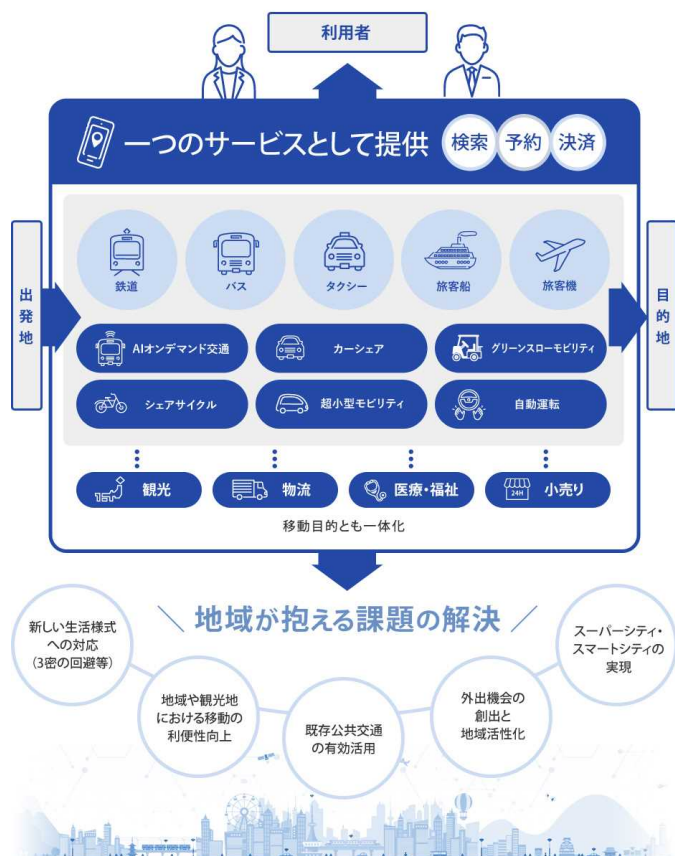 利用者
一つのサービスとして提供
検索
予約
決済
出発地
目的地
鉄道
バス
タクシー
旅客船
旅客機
AIオンデマンド交通
カーシェア
グリーンスローモビリティ
シェアサイクル
超小型モビリティ
自動運転
観光
物流
24H
医療・福祉
小売り
移動目的とも一体化
地域が抱える課題の解決
新しい生活様式
への対応
(3密の回避等)
地域や観光地
における移動の
利便性向上
既存公共交通
の有効活用
外出機会の
創出と
地域活性化
スーパーシティ・
スマートシティの
実現